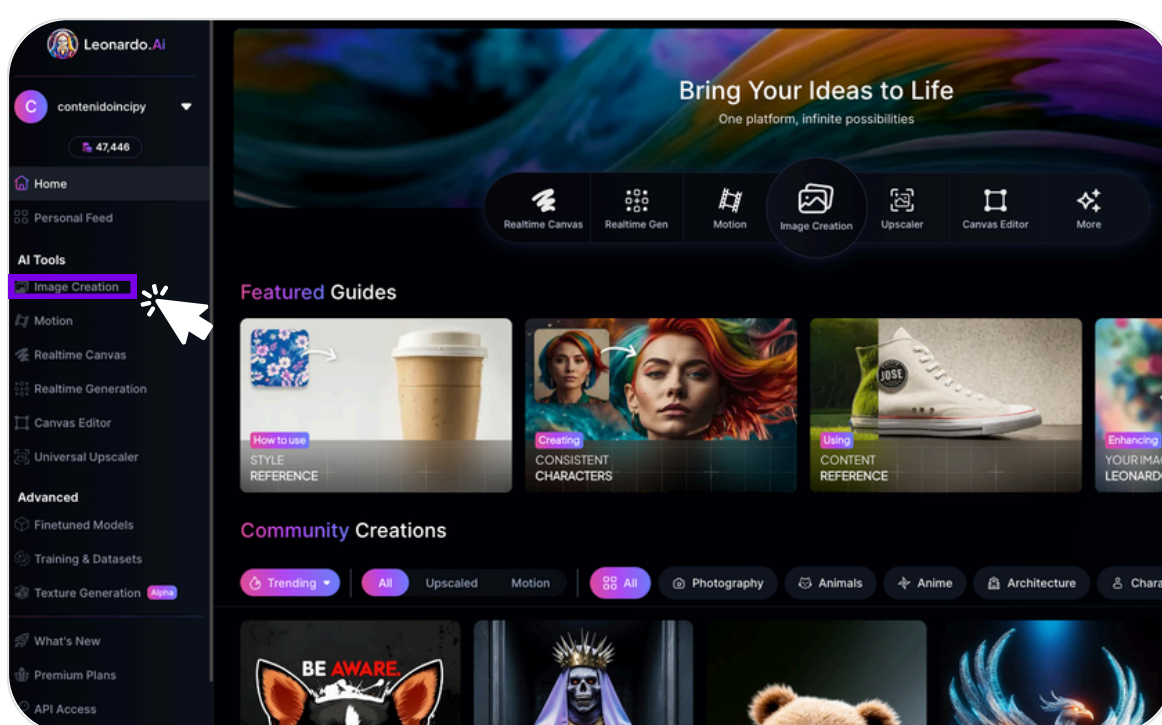 Leonardo.Ai
C contenidoincipy
47,446
Home
Personal Feed
AI Tools
Image Creation
Motion
Realtime Canvas
Realtime Generation
Canvas Editor
Universal Upscaler
Advanced
Finetuned Models
Training & Datasets
Texture Generation Alpha
What's New
Premium Plans
API Access
Bring Your Ideas to Life
One platform, infinite possibilities
Realtime Canvas
Realtime Gen
Motion
Image Creation
Upscaler
Canvas Editor
More
Featured Guides
How to use
STYLE
REFERENCE
Creating
CONSISTENT
CHARACTERS
JOSE
Using
CONTENT
REFERENCE
Enhancing
YOUR
Community Creations
Trending
All Upscaled Motion
All Photography Animals Anime Architecture
BE AWARE.